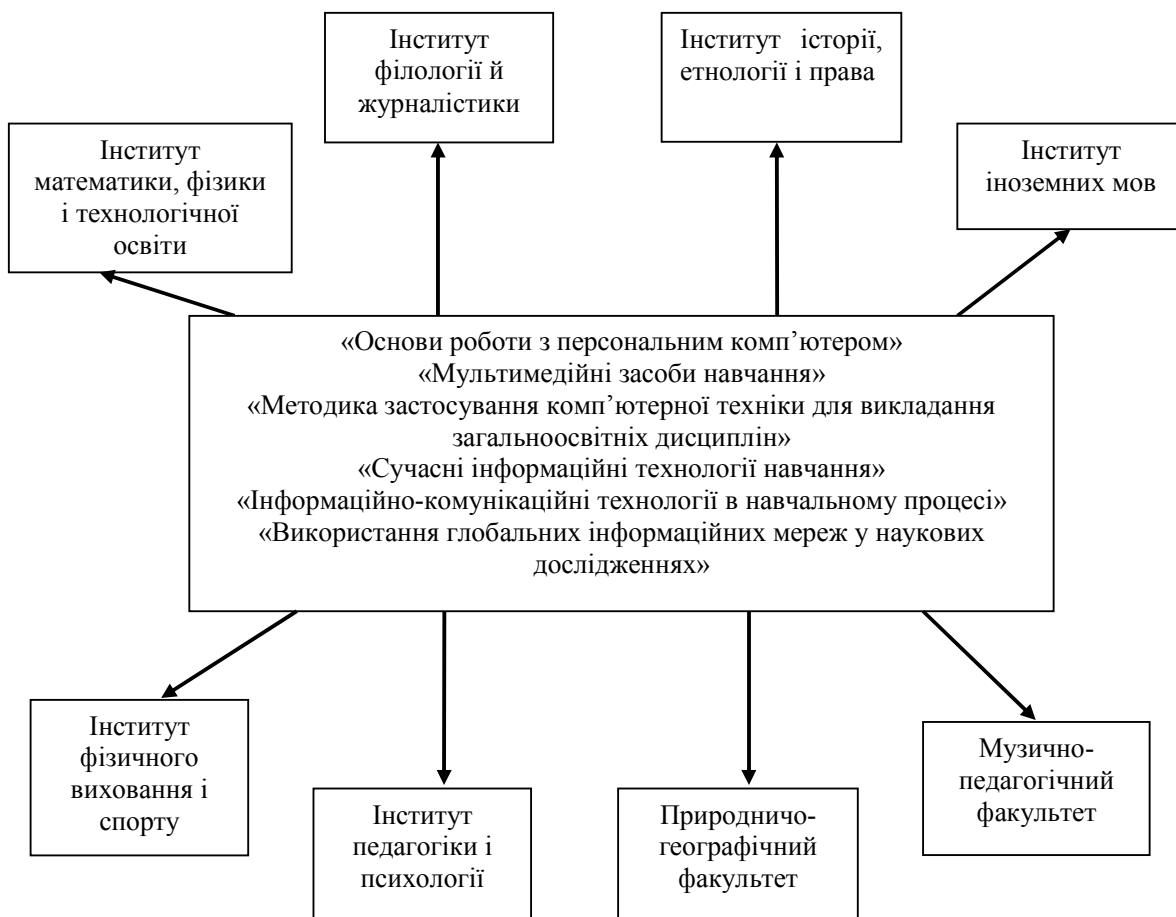 Інститут
філології й
журналістики
Інститут історії,
етнології і права
Інститут
математики, фізики
і технологічної
освіти
Інститут
іноземних мов
«Основи роботи з персональним комп’ютером»
«Мультимедійні засоби навчання»
«Методика застосування комп’ютерної техніки для викладання
загальноосвітніх дисциплін»
«Сучасні інформаційні технології навчання»
«Інформаційно-комунікаційні технології в навчальному процесі»
«Використання глобальних інформаційних мереж у наукових
дослідженнях»
Інститут
фізичного
виховання і
спорту
Інститут
педагогіки і
психології
Природничо-
географічний
факультет
Музично-
педагогічний
факультет